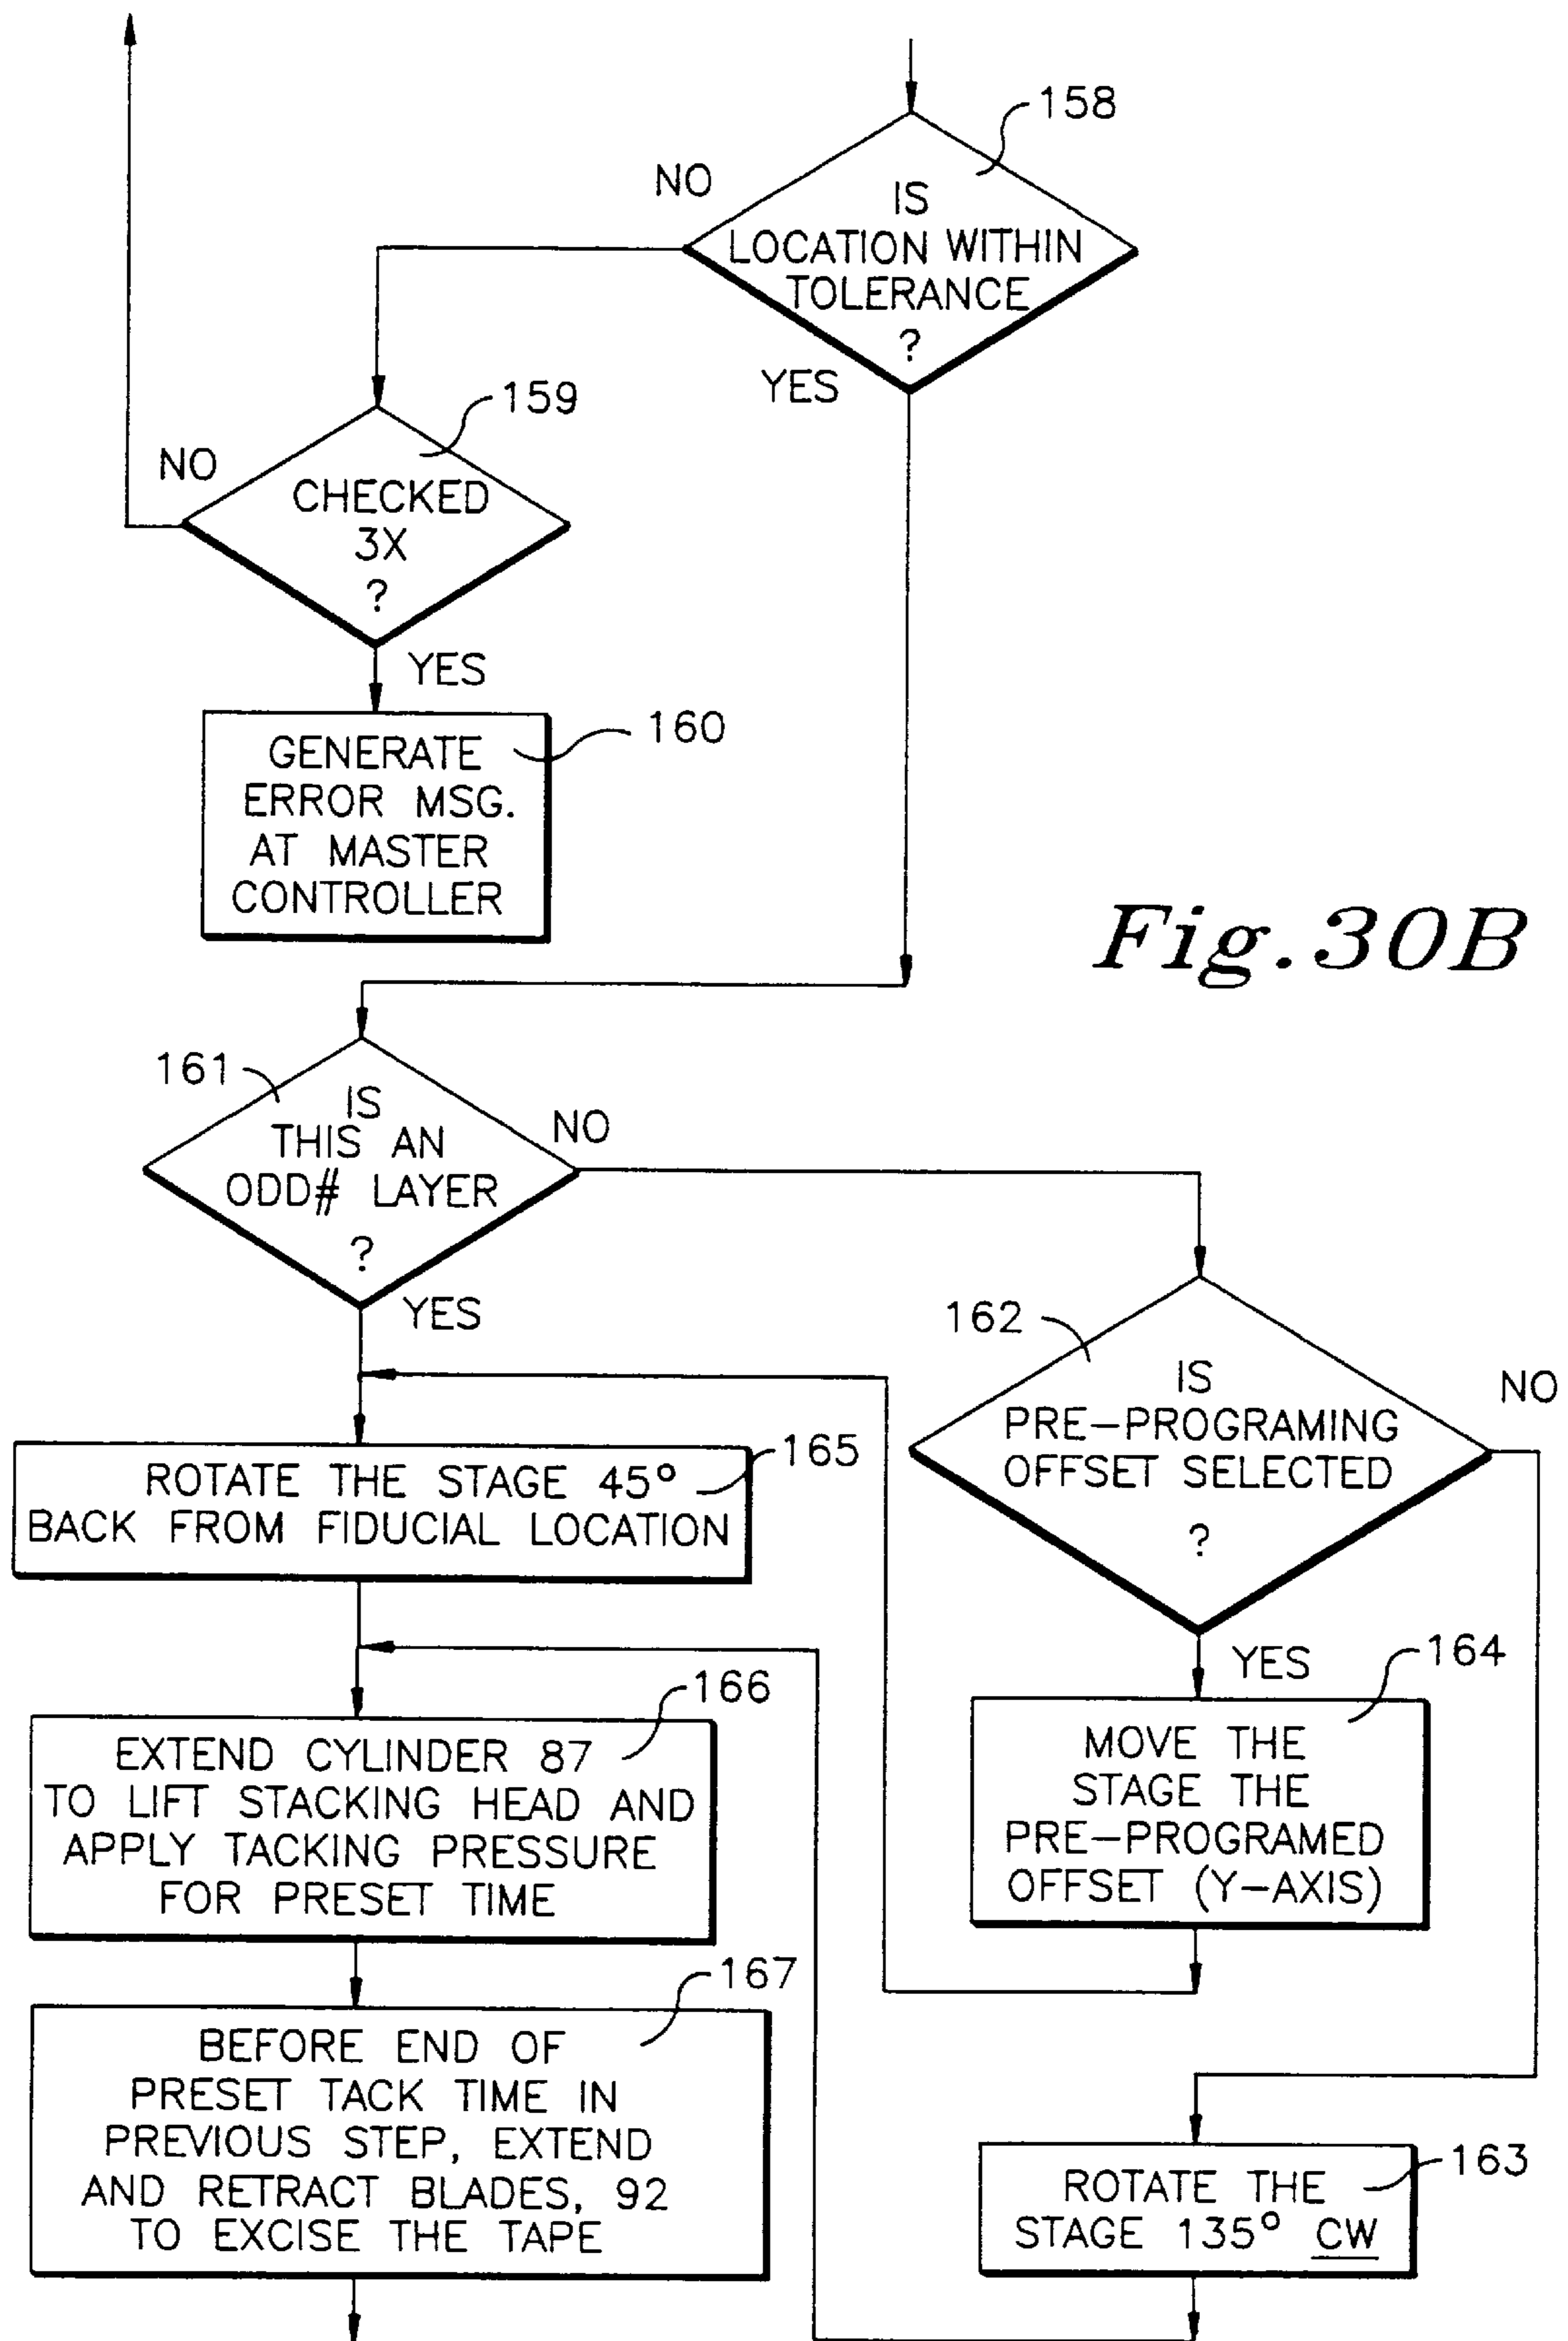 158
NO
IS
LOCATION WITHIN
TOLERANCE
?
YES
159
NO
CHECKED
3X
?
YES
160
GENERATE
ERROR MSG.
AT MASTER
CONTROLLER
Fig.30B
161
IS
THIS AN
ODD# LAYER
?
NO
YES
162
IS
PRE-PROGRAMING
OFFSET SELECTED
?
NO
YES
165
ROTATE THE STAGE 45°
BACK FROM FIDUCIAL LOCATION
164
MOVE THE
STAGE THE
PRE-PROGRAMED
OFFSET (Y-AXIS)
166
EXTEND CYLINDER 87
TO LIFT STACKING HEAD AND
APPLY TACKING PRESSURE
FOR PRESET TIME
167
BEFORE END OF
PRESET TACK TIME IN
PREVIOUS STEP, EXTEND
AND RETRACT BLADES, 92
TO EXCISE THE TAPE
163
ROTATE THE
STAGE 135° CW